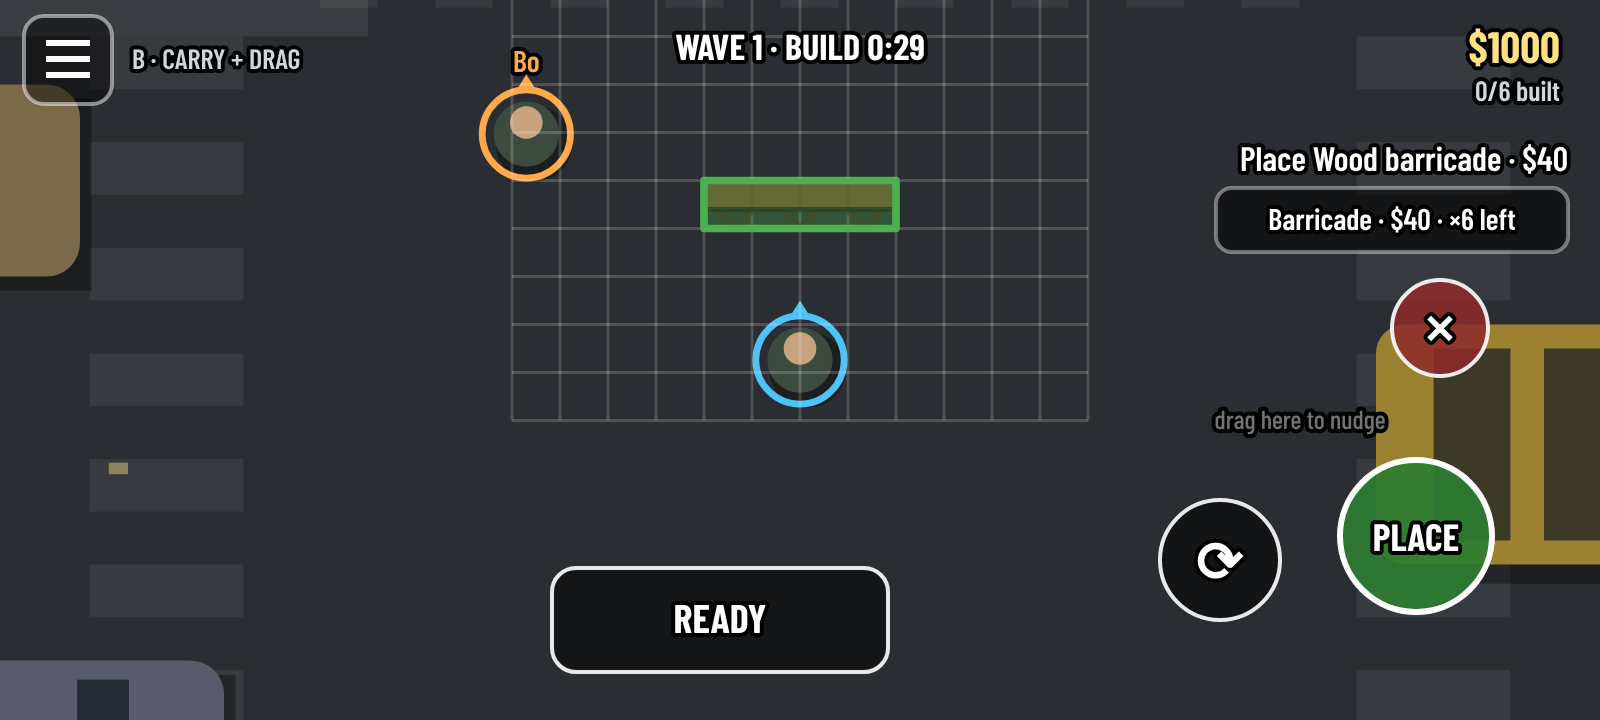 B · CARRY + DRAG
Bo
WAVE 1 · BUILD 0:29
$1000
0/6 built
Place Wood barricade · $40
Barricade · $40 · ×6 left
drag here to nudge
PLACE
READY